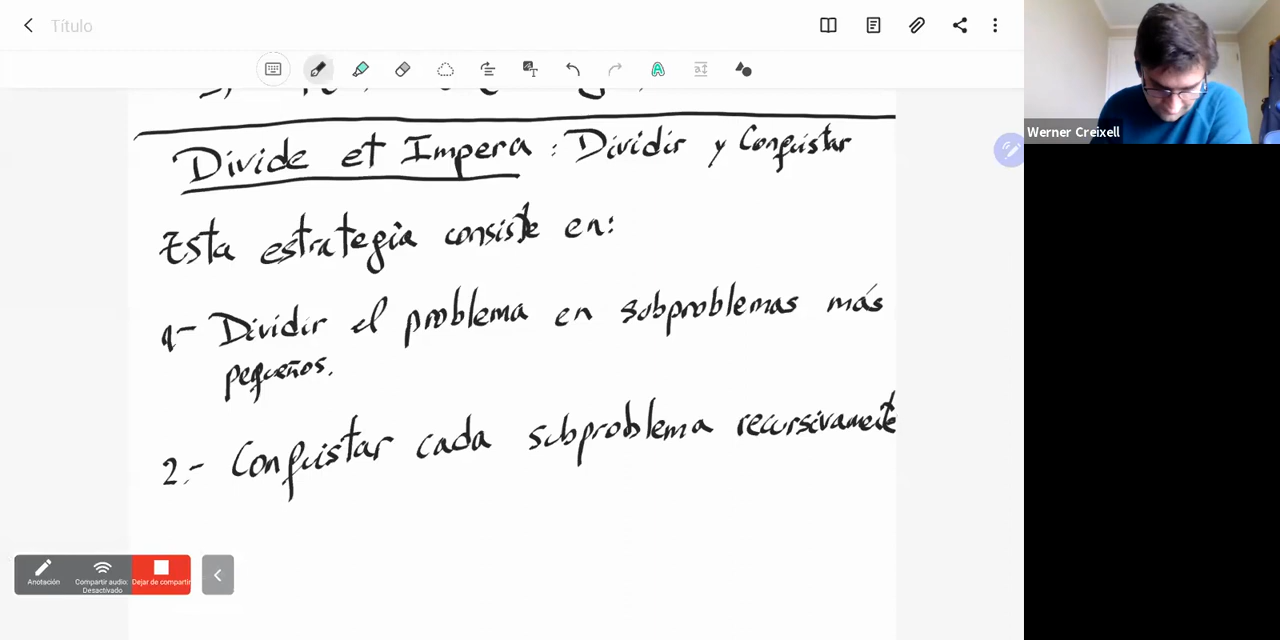 Título
Werner Creixell
Divide et Impera : Dividir y Conquistar
Esta estrategia consiste en:
1- Dividir el problema en subproblemas más
pequeños.
2.- Conquistar cada subproblema recursivamente
Anotación
Compartir audio:
Desactivado
Dejar de compartir